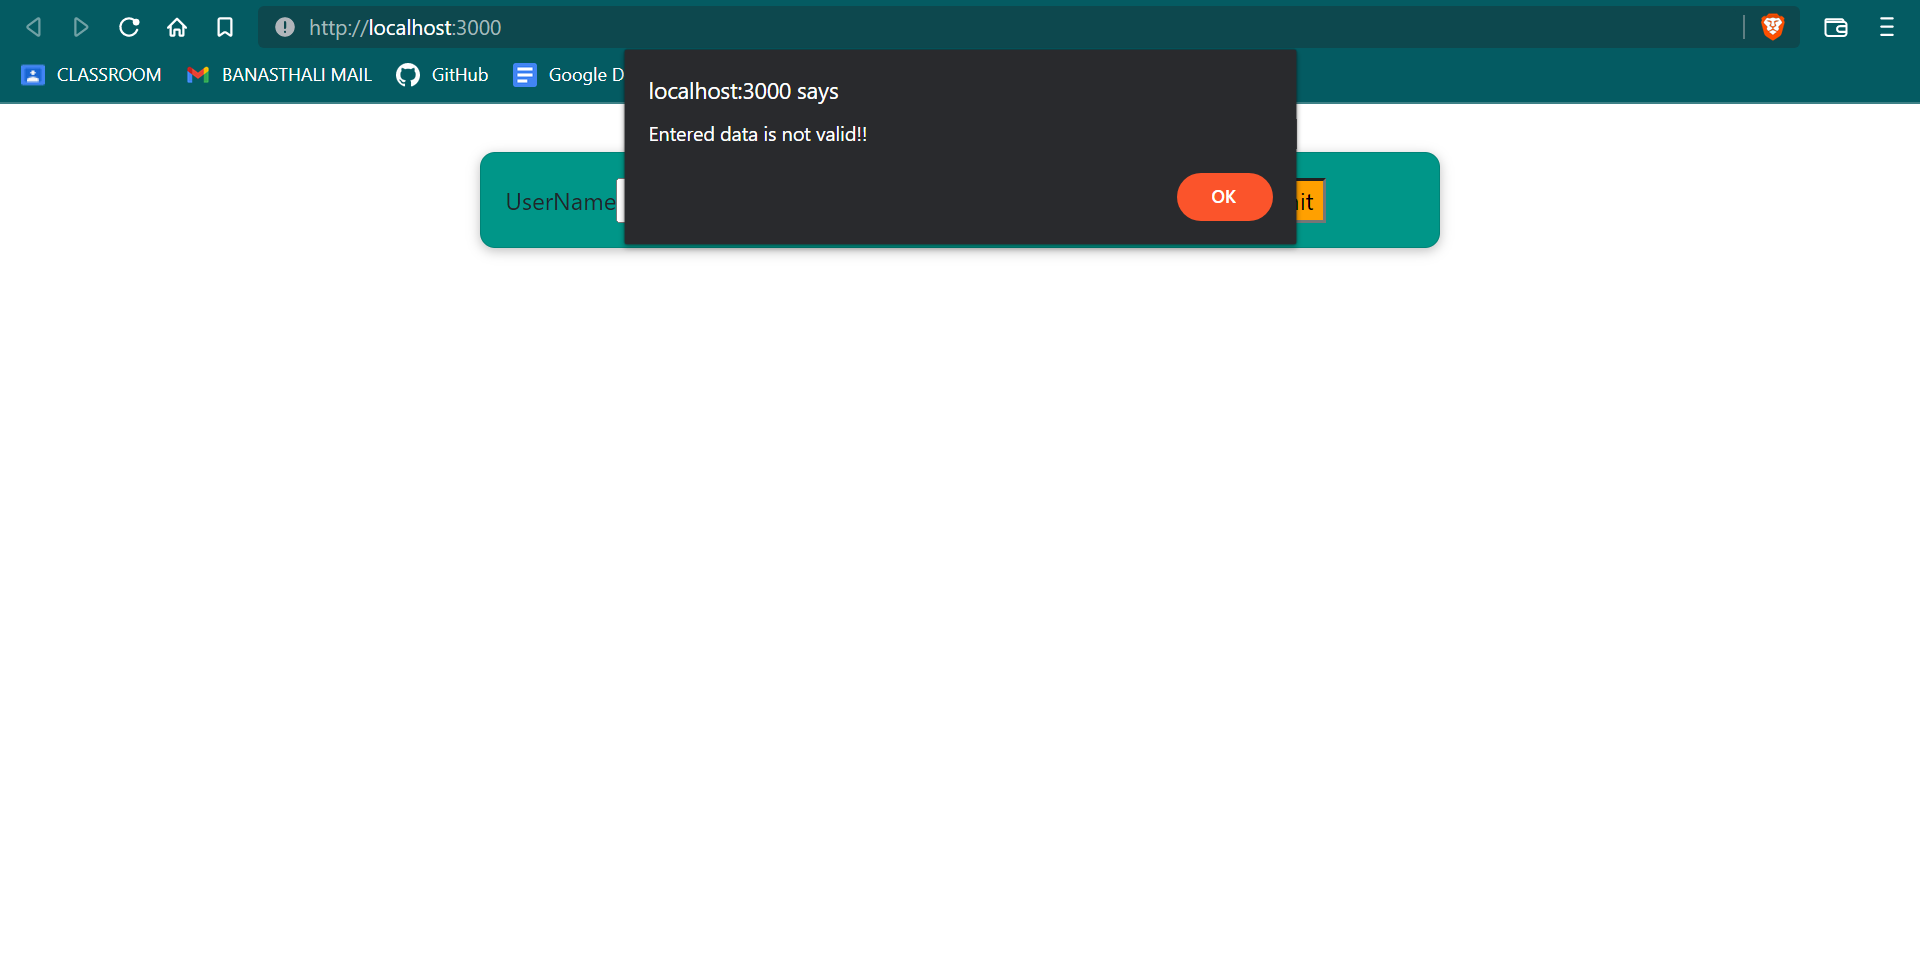 http://localhost:3000
CLASSROOM BANASTHALI MAIL GitHub Google D
localhost:3000 says
Entered data is not valid!!
OK
UserName it